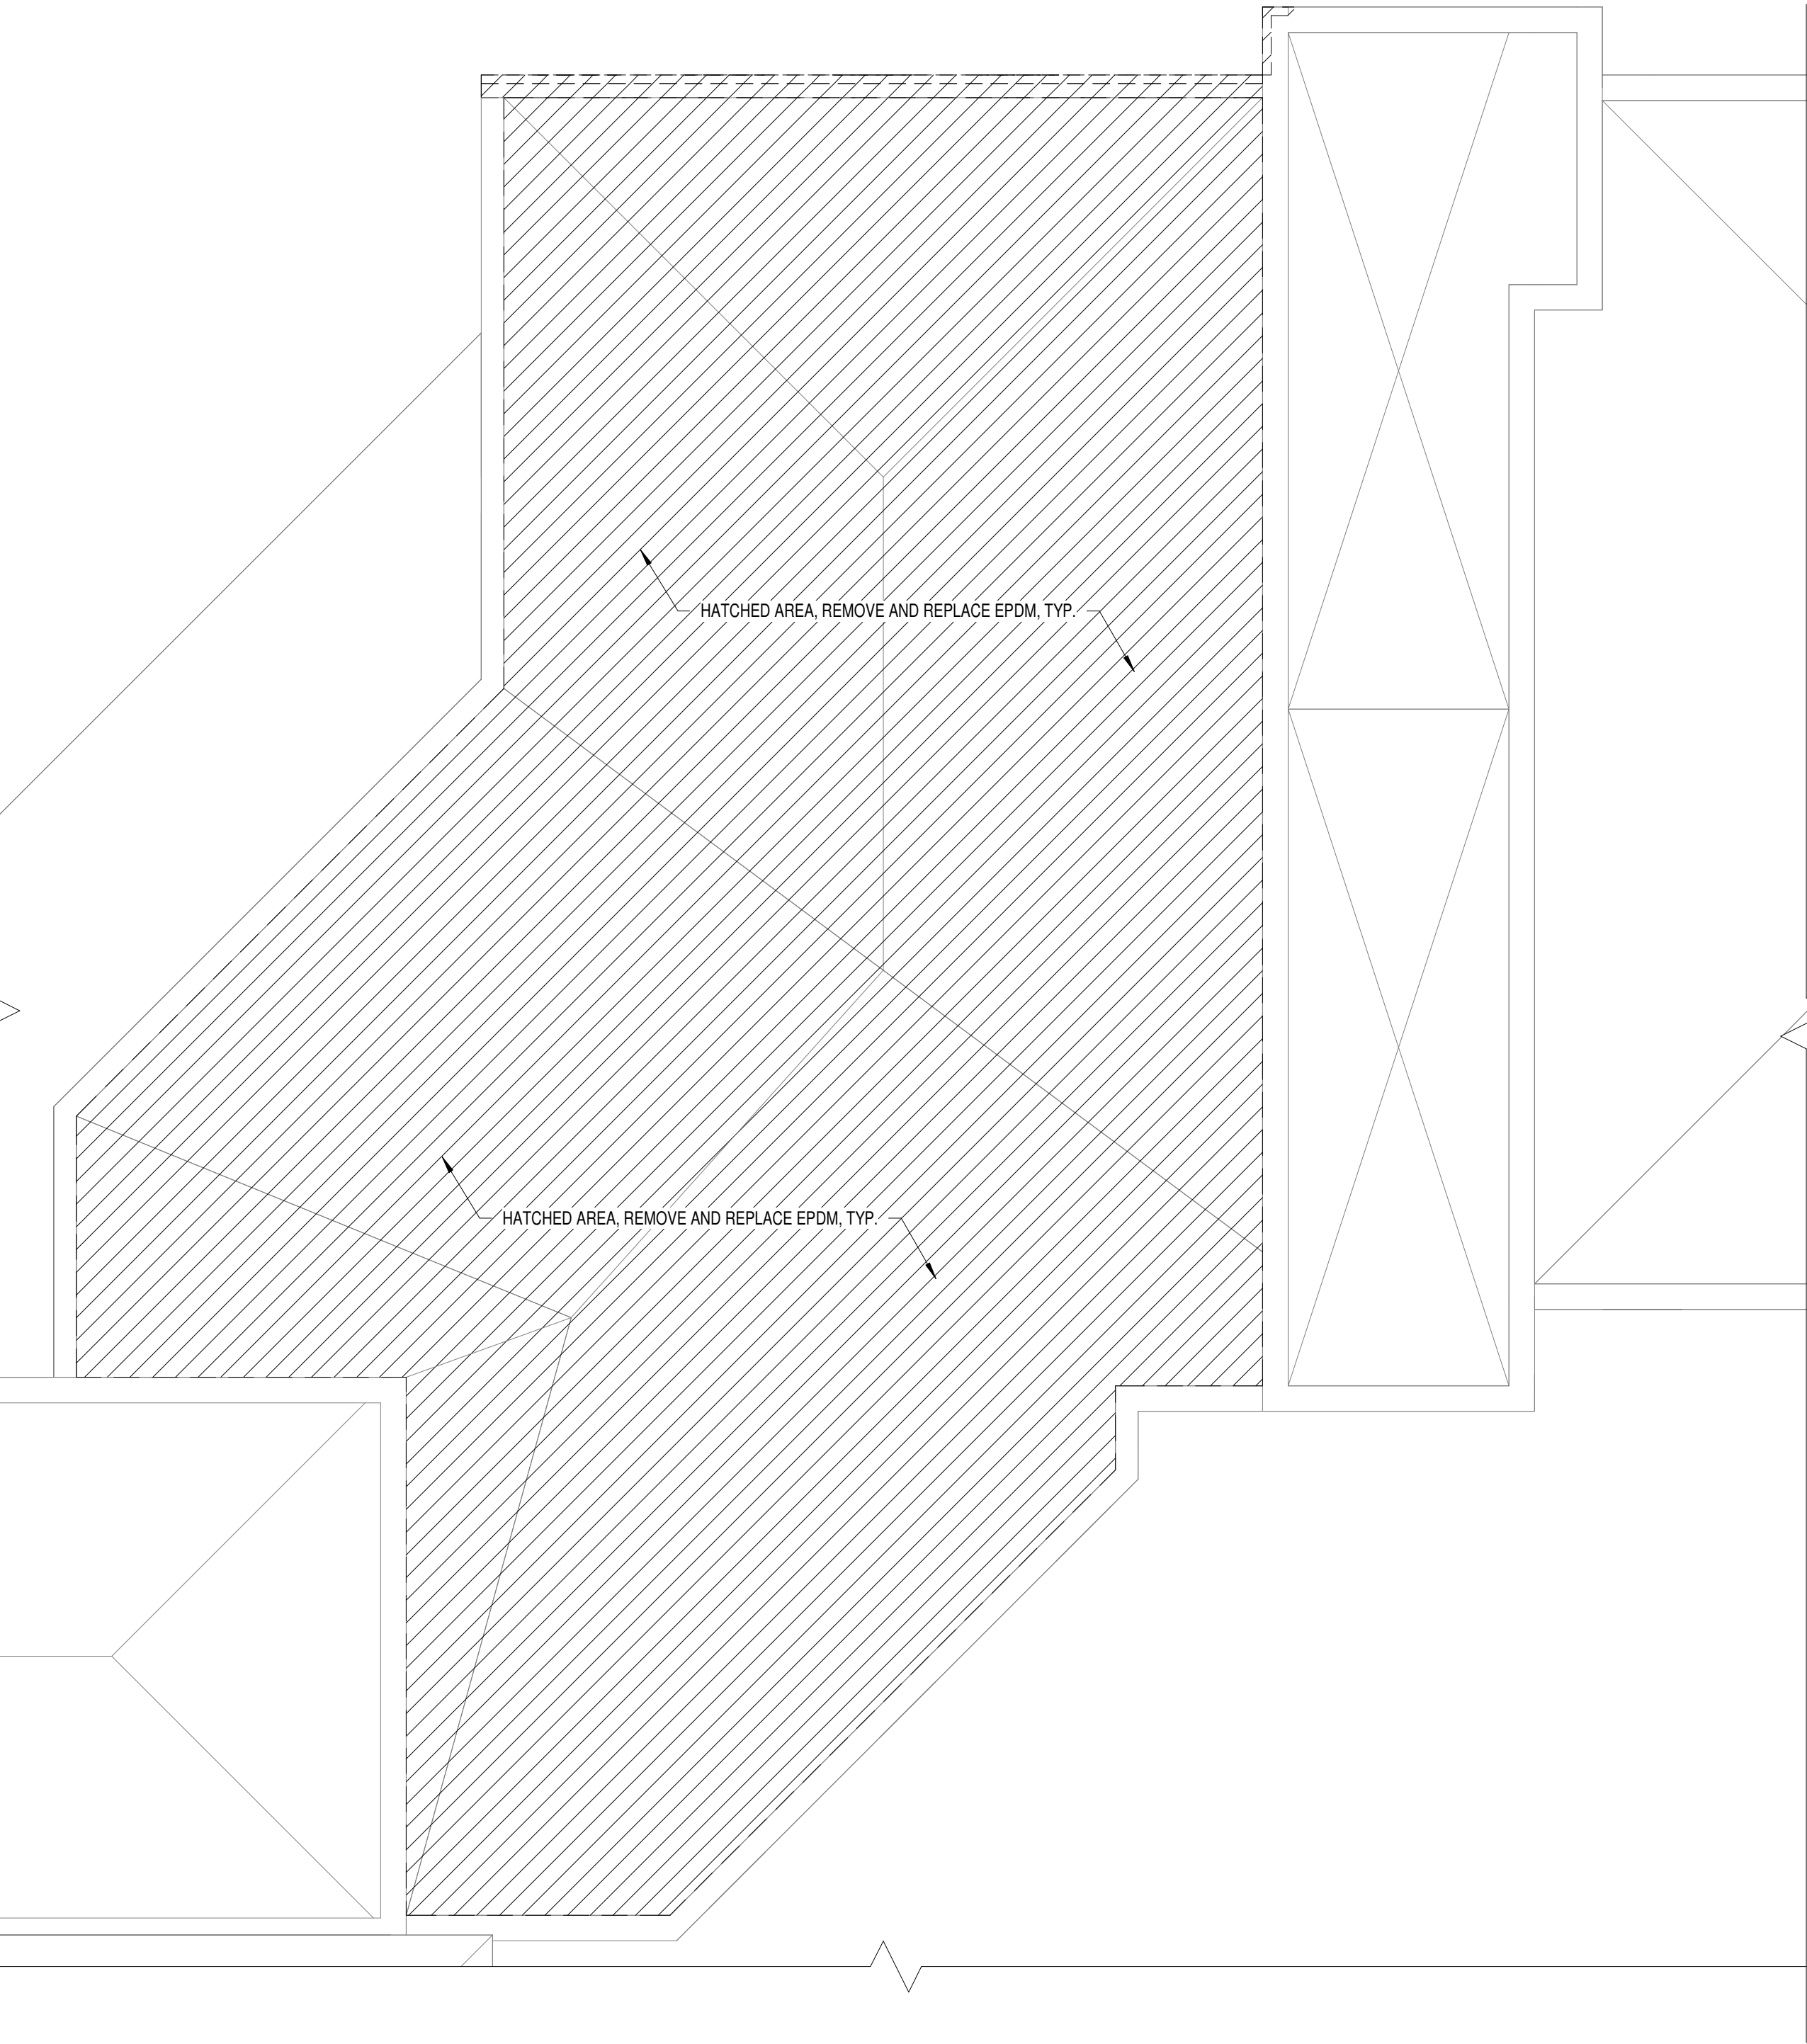 HATCHED AREA, REMOVE AND REPLACE EPDM, TYP.
HATCHED AREA, REMOVE AND REPLACE EPDM, TYP.